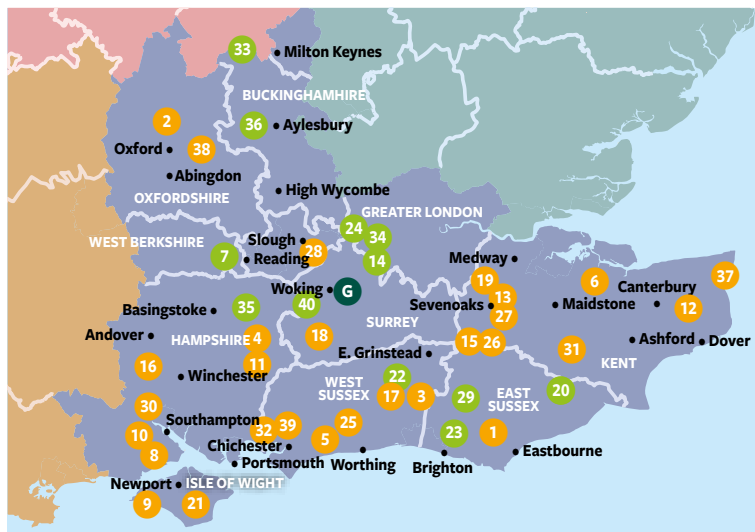 33
Milton Keynes
BUCKINGHAMHIRE
2
36
Aylesbury
Oxford
38
Abingdon
OXFORDSHIRE
High Wycombe
GREATER LONDON
24
34
WEST BERKSHIRE
Slough
28
7
Reading
14
Medway
37
19
6
Canterbury
Woking
G
13
Basingstoke
35
40
Sevenoaks
Maidstone
12
27
Andover
HAMPSHIRE
4
18
SURREY
15
26
Ashford
Dover
E. Grinstead
31
KENT
16
11
Winchester
WEST
SUSSEX
22
17
3
29
EAST
SUSSEX
20
30
Southampton
10
32
39
25
5
23
1
8
Chichester
Portsmouth
Worthing
Brighton
Eastbourne
Newport
ISLE OF WIGHT
9
21